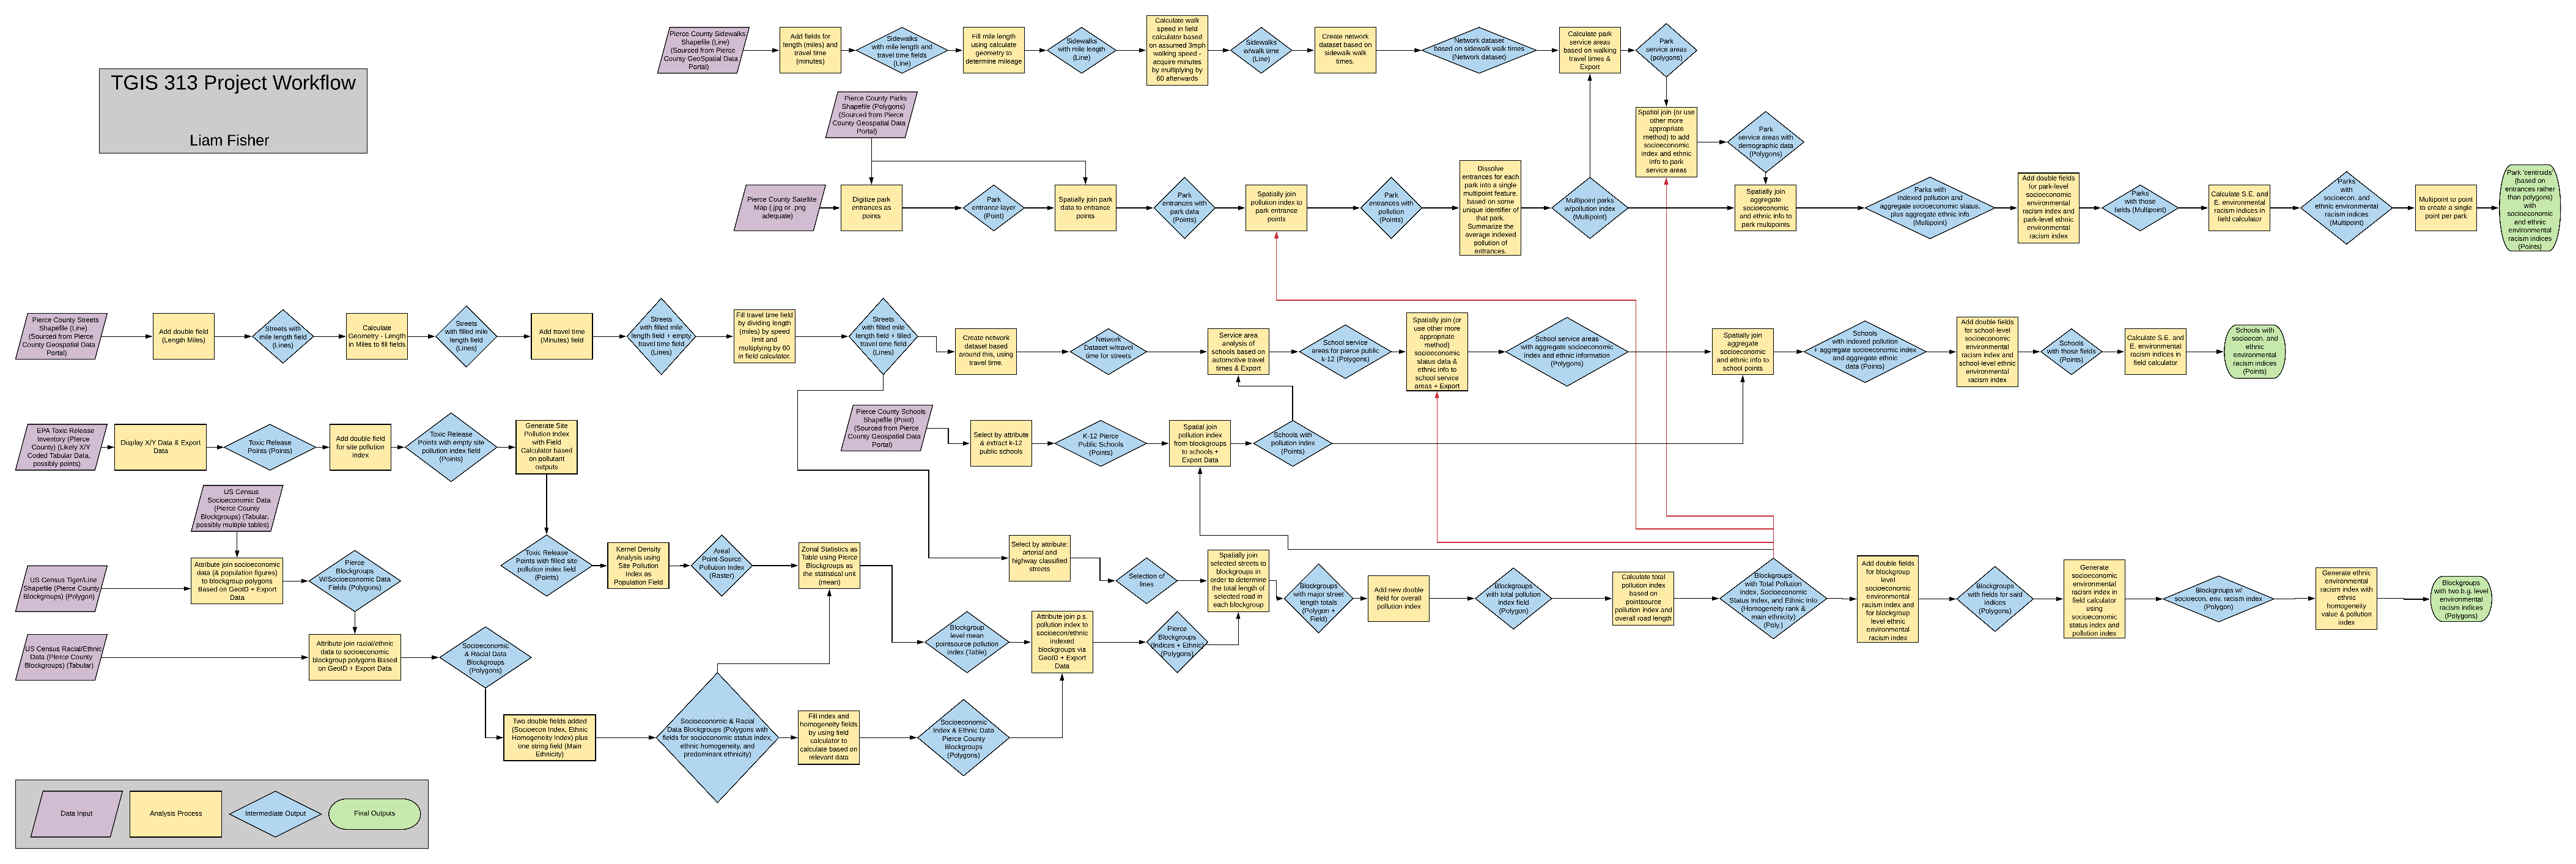 TGIS 313 Project Workflow
Liam Fisher
Pierce County Sidewalks
Shapefile (Line)
(Sourced from Pierce
County GeoSpatial Data
Portal)
Add fields for
length (miles) and
travel time
(minutes)
Sidewalks
with mile length and
travel time fields
(Line)
Fill mile length
using calculate
geometry to
determine mileage
Sidewalks
with mile length
(Line)
Calculate walk
speed in field
calculator based
on assumed 3mph
walking speed -
acquire minutes
by multiplying by
60 afterwards
Sidewalks
w/walk time
(Line)
Create network
dataset based on
sidewalk walk
times.
Network dataset
based on sidewalk walk times
(Network dataset)
Calculate park
service areas
based on walking
travel times &
Export
Park
service areas
(polygons)
Pierce County Parks
Shapefile (Polygons)
(Sourced from Pierce
County Geospatial Data
Portal)
Spatial join (or use
other more
appropriate
method) to add
socioeconomic
index and ethnic
info to park
service areas
Park
service areas with
demographic data
(Polygons)
Pierce County Satellite
Map (.jpg or .png
adequate)
Digitize park
entrances as
points
Park
entrance layer
(Point)
Spatially join park
data to entrance
points
Park
entrances with
park data
(Points)
Spatially join
pollution index to
park entrance
points
Park
entrances with
pollution
(Points)
Dissolve
entrances for each
park into a single
multipoint feature,
based on some
unique identifier of
that park.
Summarize the
average indexed
pollution of
entrances.
Multipoint parks
w/pollution index
(Multipoint)
Spatially join
aggregate
socioeconomic
and ethnic info to
park multipoints
Parks with
indexed pollution and
aggregate socioeconomic status,
plus aggregate ethnic info
(Multipoint)
Add double fields
for park-level
socioeconomic
environmental
racism index and
park-level ethnic
environmental
racism index
Parks
with those
fields (Multipoint)
Calculate S.E. and
E. environmental
racism indices in
field calculator
Parks
with
socioecon. and
ethnic environmental
racism indices
(Multipoint)
Multipoint to point
to create a single
point per park
Park 'centroids'
(based on
entrances rather
than polygons)
with
socioeconomic
and ethnic
environmental
racism indices
(Points)
Pierce County Streets
Shapefile (Line)
(Sourced from Pierce
County Geospatial Data
Portal)
Add double field
(Length Miles)
Streets with
mile length field
(Lines)
Calculate
Geometry - Length
in Miles to fill fields
Streets
with filled mile
length field
(Lines)
Add travel time
(Minutes) field
Streets
with filled mile
length field + empty
travel time field
(Lines)
Fill travel time field
by dividing length
(miles) by speed
limit and
multiplying by 60
in field calculator.
Streets
with filled mile
length field + filled
travel time field
(Lines)
Create network
dataset based
around this, using
travel time.
Network
Dataset w/travel
time for streets
Service area
analysis of
schools based on
automotive travel
times & Export
School service
areas for pierce public
k-12 (Polygons)
Spatially join (or
use other more
appropriate
method)
socioeconomic
status data &
ethnic info to
school service
areas + Export
School service areas
with aggregate socioeconomic
index and ethnic information
(Polygons)
Spatially join
aggregate
socioeconomic
and ethnic info to
school points
Schools
with indexed pollution
+ aggregate socioeconomic index
and aggregate ethnic
data (Points)
Add double fields
for school-level
socioeconomic
environmental
racism index and
school-level ethnic
environmental
racism index
Schools
with those fields
(Points)
Calculate S.E. and
E. environmental
racism indices in
field calculator
Schools with
socioecon. and
ethnic
environmental
racism indices
(Points)
Pierce County Schools
Shapefile (Point)
(Sourced from Pierce
County Geospatial Data
Portal)
Select by attribute
& extract k-12
public schools
K-12 Pierce
Public Schools
(Points)
Spatial join
pollution index
from blockgroups
to schools +
Export Data
Schools with
pollution index
(Points)
EPA Toxic Release
Inventory (Pierce
County) (Likely X/Y
Coded Tabular Data,
possibly points)
Display X/Y Data & Export
Data
Toxic Release
Points (Points)
Add double field
for site pollution
index
Toxic Release
Points with empty site
pollution index field
(Points)
Generate Site
Pollution Index
with Field
Calculator based
on pollutant
outputs
US Census
Socioeconomic Data
(Pierce County
Blockgroups) (Tabular,
possibly multiple tables)
US Census Tiger/Line
Shapefile (Pierce County
Blockgroups) (Polygon)
Attribute join socioeconomic
data (& population figures)
to blockgroup polygons
Based on GeoID + Export
Data
Pierce
Blockgroups
W/Socioeconomic Data
Fields (Polygons)
Toxic Release
Points with filled site
pollution index field
(Points)
Kernel Density
Analysis using
Site Pollution
Index as
Population Field
Areal
Point-Source
Pollution Index
(Raster)
Zonal Statistics as
Table using Pierce
Blockgroups as
the statistical unit
(mean)
Select by attribute:
arterial and
highway classified
streets
Selection of
lines
Spatially join
selected streets to
blockgroups in
order to determine
the total length of
selected road in
each blockgroup
Blockgroups
with major street
length totals
(Polygon +
Field)
Add new double
field for overall
pollution index
Blockgroups
with total pollution
index field
(Polygon)
Calculate total
pollution index
based on
pointsource
pollution index and
overall road length
Blockgroups
with Total Pollution
index, Socioeconomic
Status Index, and Ethnic Info
(Homogeneity rank &
main ethnicity)
(Poly.)
Add double fields
for blockgroup
level
socioeconomic
environmental
racism index and
for blockgroup
level ethnic
environmental
racism index
Blockgroups
with fields for said
indices
(Polygons)
Generate
socioeconomic
environmental
racism index in
field calculator
using
socioeconomic
status index and
pollution index
Blockgroups w/
socioecon. env. racism index
(Polygon)
Generate ethnic
environmental
racism index with
ethnic
homogeneity
value & pollution
index
Blockgroups
with two b.g. level
environmental
racism indices
(Polygons)
US Census Racial/Ethnic
Data (Pierce County
Blockgroups) (Tabular)
Attribute join racial/ethnic
data to socioeconomic
blockgroup polygons Based
on GeoID + Export Data
Socioeconomic
& Racial Data
Blockgroups
(Polygons)
Blockgroup
level mean
pointsource pollution
index (Table)
Attribute join p.s.
pollution index to
socioecon/ethnic
indexed
blockgroups via
GeoID + Export
Data
Pierce
Blockgroups
(Indices + Ethnic)
(Polygons)
Two double fields added
(Socioecon Index, Ethnic
Homogeneity Index) plus
one string field (Main
Ethnicity)
Socioeconomic & Racial
Data Blockgroups (Polygons with
fields for socioconomic status index,
ethnic homogeneity, and
predominant ethnicity)
Fill index and
homogeneity fields
by using field
calculator to
calculate based on
relevant data
Socioeconomic
Index & Ethnic Data
Pierce County
Blockgroups
(Polygons)
Data Input
Analysis Process
Intermediate Output
Final Outputs